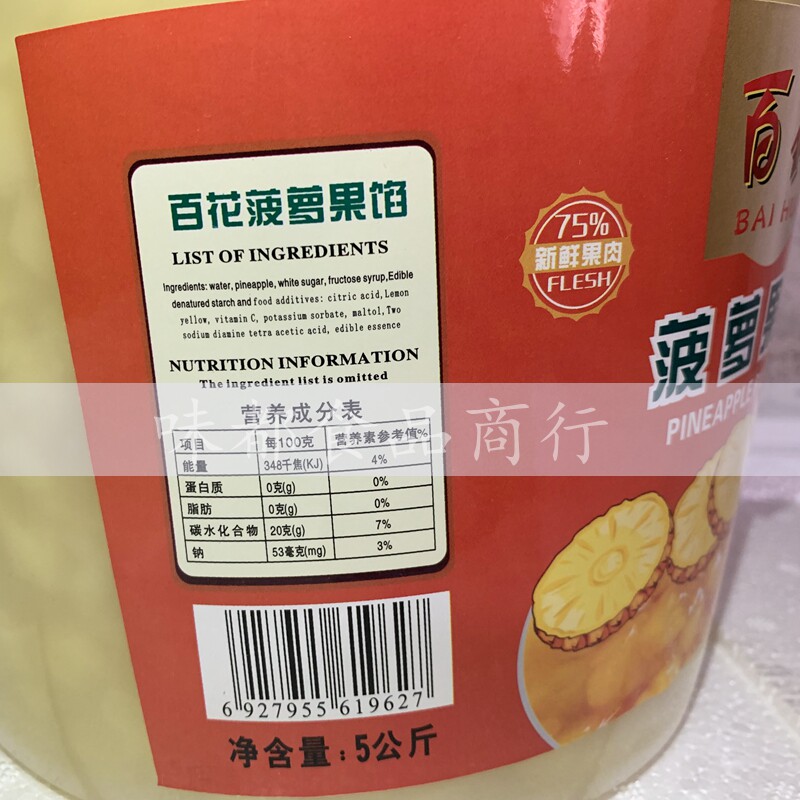 百花菠萝果馅
LIST OF INGREDIENTS
Ingredients: water, pineapple, white sugar, fructose syrup,Edible
denatured starch and food additives: citric acid, Lemon
yellow, vitamin C, potassium sorbate, maltol, Two
sodium diamine tetra acetic acid, edible essence
NUTRITION INFORMATION
The ingredient list is omitted
营养成分表
项目 每100克 营养素参考值%
能量 348千焦(KJ) 4%
蛋白质 0克(g) 0%
脂肪 0克(g) 0%
碳水化合物 20克(g) 7%
钠 53毫克(mg) 3%
6 927955 619627
净含量：5公斤
75%
新鲜果肉
FLESH
百
BAI
菠萝
PINEAPPLE
味都食品商行